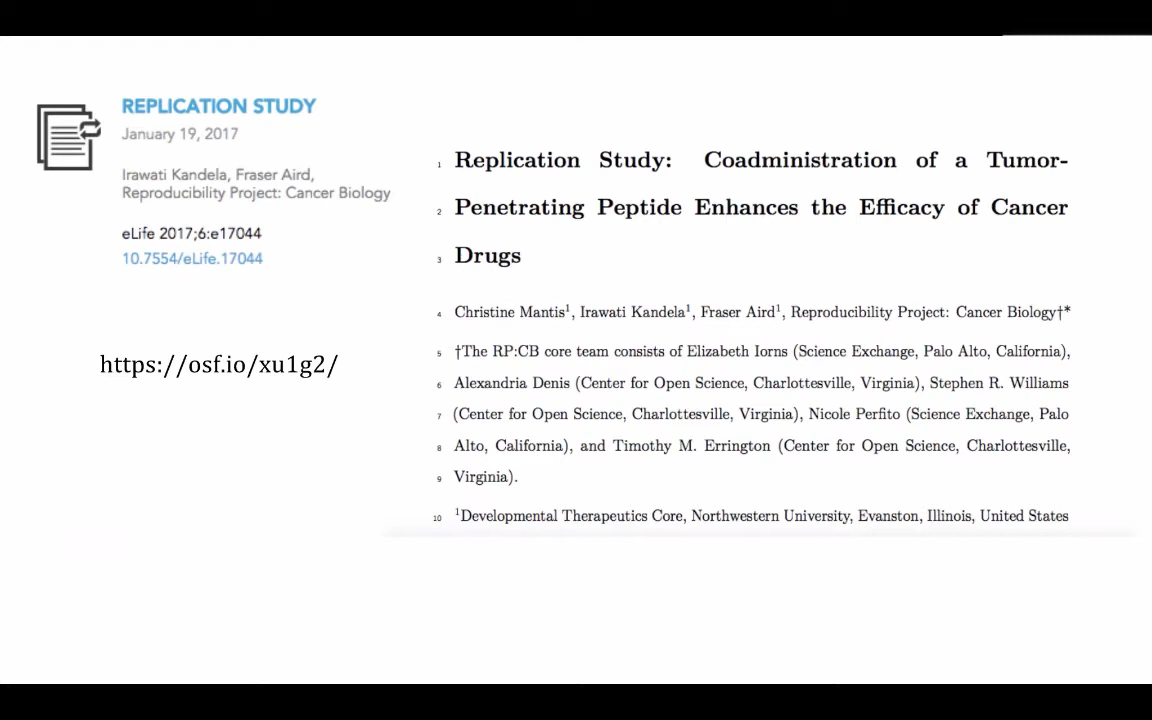 REPLICATION STUDY
January 19, 2017
Irawati Kandela, Fraser Aird,
Reproducibility Project: Cancer Biology
eLife 2017;6:e17044
10.7554/eLife.17044
https://osf.io/xu1g2/
1 Replication Study: Coadministration of a Tumor-
2 Penetrating Peptide Enhances the Efficacy of Cancer
3 Drugs
4 Christine Mantis¹, Irawati Kandela¹, Fraser Aird¹, Reproducibility Project: Cancer Biology†*
5 †The RP:CB core team consists of Elizabeth Iorns (Science Exchange, Palo Alto, California),
6 Alexandria Denis (Center for Open Science, Charlottesville, Virginia), Stephen R. Williams
7 (Center for Open Science, Charlottesville, Virginia), Nicole Perfito (Science Exchange, Palo
8 Alto, California), and Timothy M. Errington (Center for Open Science, Charlottesville,
9 Virginia).
10 ¹Developmental Therapeutics Core, Northwestern University, Evanston, Illinois, United States